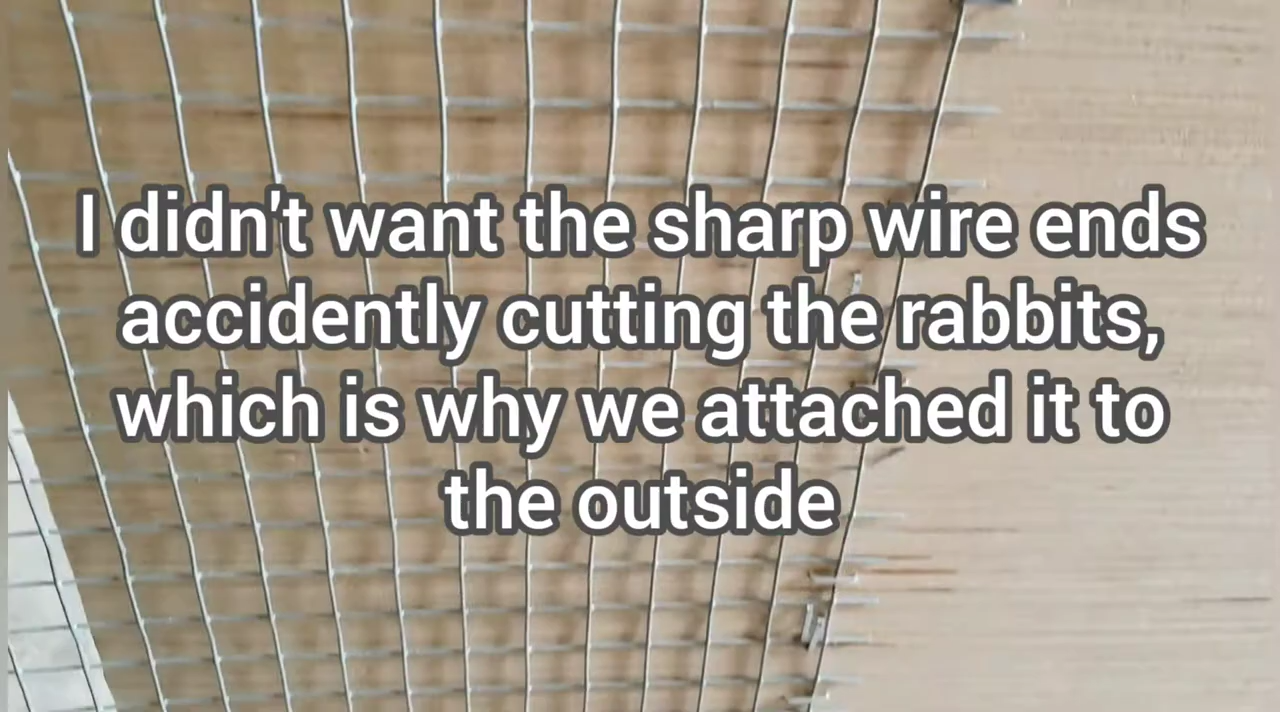 I didn't want the sharp wire ends
accidently cutting the rabbits,
which is why we attached it to
the outside